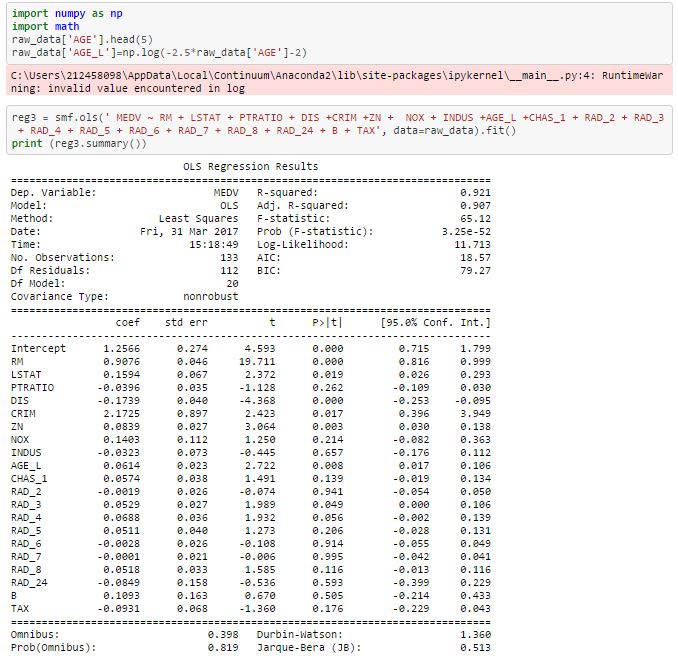 import numpy as np
import math
raw_data['AGE'].head(5)
raw_data['AGE_L']=np.log(-2.5*raw_data['AGE']-2)
C:\Users\212458098\AppData\Local\Continuum\Anaconda2\lib\site-packages\ipykernel\__main__.py:4: RuntimeWar
ning: invalid value encountered in log
reg3 = smf.ols(' MEDV ~ RM + LSTAT + PTRATIO + DIS +CRIM +ZN +  NOX + INDUS +AGE_L +CHAS_1 + RAD_2 + RAD_3
+ RAD_4 + RAD_5 + RAD_6 + RAD_7 + RAD_8 + RAD_24 + B + TAX', data=raw_data).fit()
print (reg3.summary())
OLS Regression Results
==============================================================================
Dep. Variable: MEDV R-squared: 0.921
Model: OLS Adj. R-squared: 0.907
Method: Least Squares F-statistic: 65.12
Date: Fri, 31 Mar 2017 Prob (F-statistic): 3.25e-52
Time: 15:18:49 Log-Likelihood: 11.713
No. Observations: 133 AIC: 18.57
Df Residuals: 112 BIC: 79.27
Df Model: 20
Covariance Type: nonrobust
==============================================================================
coef std err t P>|t| [95.0% Conf. Int.]
------------------------------------------------------------------------------
Intercept 1.2566 0.274 4.593 0.000 0.715 1.799
RM 0.9076 0.046 19.711 0.000 0.816 0.999
LSTAT 0.1594 0.067 2.372 0.019 0.026 0.293
PTRATIO -0.0396 0.035 -1.128 0.262 -0.109 0.030
DIS -0.1739 0.040 -4.368 0.000 -0.253 -0.095
CRIM 2.1725 0.897 2.423 0.017 0.396 3.949
ZN 0.0839 0.027 3.064 0.003 0.030 0.138
NOX 0.1403 0.112 1.250 0.214 -0.082 0.363
INDUS -0.0323 0.073 -0.445 0.657 -0.176 0.112
AGE_L 0.0614 0.023 2.722 0.008 0.017 0.106
CHAS_1 0.0574 0.038 1.491 0.139 -0.019 0.134
RAD_2 -0.0019 0.026 -0.074 0.941 -0.054 0.050
RAD_3 0.0529 0.027 1.989 0.049 0.000 0.106
RAD_4 0.0688 0.036 1.932 0.056 -0.002 0.139
RAD_5 0.0511 0.040 1.273 0.206 -0.028 0.131
RAD_6 -0.0028 0.026 -0.108 0.914 -0.055 0.049
RAD_7 -0.0001 0.021 -0.006 0.995 -0.042 0.041
RAD_8 0.0518 0.033 1.585 0.116 -0.013 0.116
RAD_24 -0.0849 0.158 -0.536 0.593 -0.399 0.229
B 0.1093 0.163 0.670 0.505 -0.214 0.433
TAX -0.0931 0.068 -1.360 0.176 -0.229 0.043
==============================================================================
Omnibus: 0.398 Durbin-Watson: 1.360
Prob(Omnibus): 0.819 Jarque-Bera (JB): 0.513